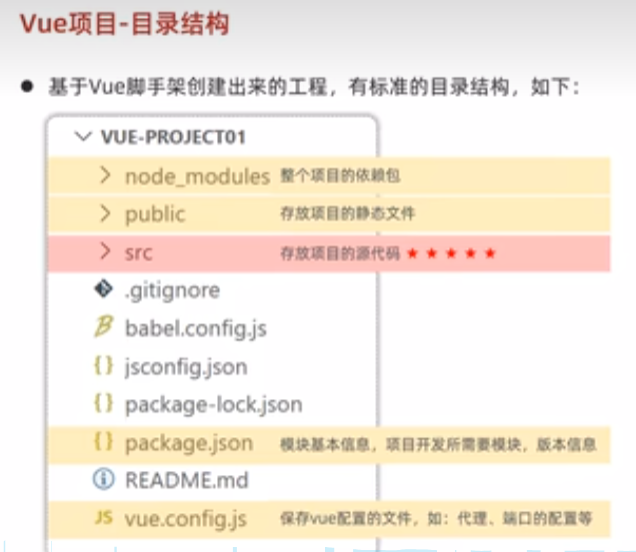 Vue项目-目录结构
● 基于Vue脚手架创建出来的工程，有标准的目录结构，如下：
VUE-PROJECT01
node_modules 整个项目的依赖包
public 存放项目的静态文件
src 存放项目的源代码 ★ ★ ★ ★ ★
.gitignore
babel.config.js
jsconfig.json
package-lock.json
package.json 模块基本信息，项目开发所需要模块，版本信息
README.md
vue.config.js 保存vue配置的文件，如：代理、端口的配置等